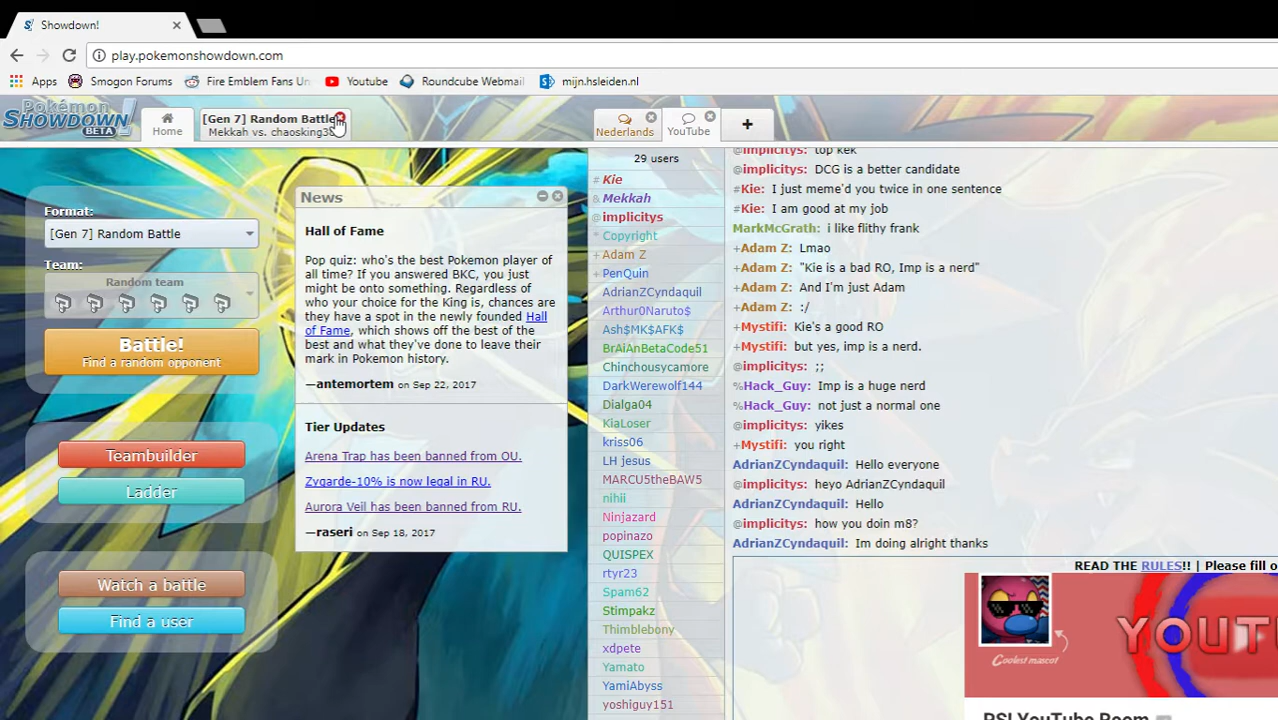 Showdown!
play.pokemonshowdown.com
Apps
Smogon Forums
Fire Emblem Fans Un
Youtube
Roundcube Webmail
mijn.hsleiden.nl
Pokémon
SHOWDOWN!
BETA
Home
[Gen 7] Random Battle
Mekkah vs. chaosking3
Nederlands
YouTube
+
Format:
[Gen 7] Random Battle
Team:
Random team
Battle!
Find a random opponent
Teambuilder
Ladder
Watch a battle
Find a user
News
Hall of Fame
Pop quiz: who's the best Pokemon player of
all time? If you answered BKC, you just
might be onto something. Regardless of
who your choice for the King is, chances are
they have a spot in the newly founded Hall
of Fame, which shows off the best of the
best and what they've done to leave their
mark in Pokemon history.
—antemortem on Sep 22, 2017
Tier Updates
Arena Trap has been banned from OU.
Zygarde-10% is now legal in RU.
Aurora Veil has been banned from RU.
—raseri on Sep 18, 2017
29 users
# Kie
& Mekkah
@ implicitys
* Copyright
+ Adam Z
+ PenQuin
AdrianZCyndaquil
Arthur0Naruto$
Ash$MK$AFK$
BrAiAnBetaCode51
Chinchousycamore
DarkWerewolf144
Dialga04
KiaLoser
kriss06
LH jesus
MARCU5theBAW5
nihii
Ninjazard
popinazo
QUISPEX
rtyr23
Spam62
Stimpakz
Thimblebony
xdpete
Yamato
YamiAbyss
yoshiguy151
@implicitys: top kek
@implicitys: DCG is a better candidate
#Kie: I just meme'd you twice in one sentence
#Kie: I am good at my job
MarkMcGrath: i like filthy frank
+Adam Z: Lmao
+Adam Z: "Kie is a bad RO, Imp is a nerd"
+Adam Z: And I'm just Adam
+Adam Z: :/
+Mystifi: Kie's a good RO
+Mystifi: but yes, imp is a nerd.
@implicitys: ;;
%Hack_Guy: Imp is a huge nerd
%Hack_Guy: not just a normal one
@implicitys: yikes
+Mystifi: you right
AdrianZCyndaquil: Hello everyone
@implicitys: heyo AdrianZCyndaquil
AdrianZCyndaquil: Hello
@implicitys: how you doin m8?
AdrianZCyndaquil: Im doing alright thanks
READ THE RULES!! | Please fill o
Coolest mascot
YOUT
YouTube Room